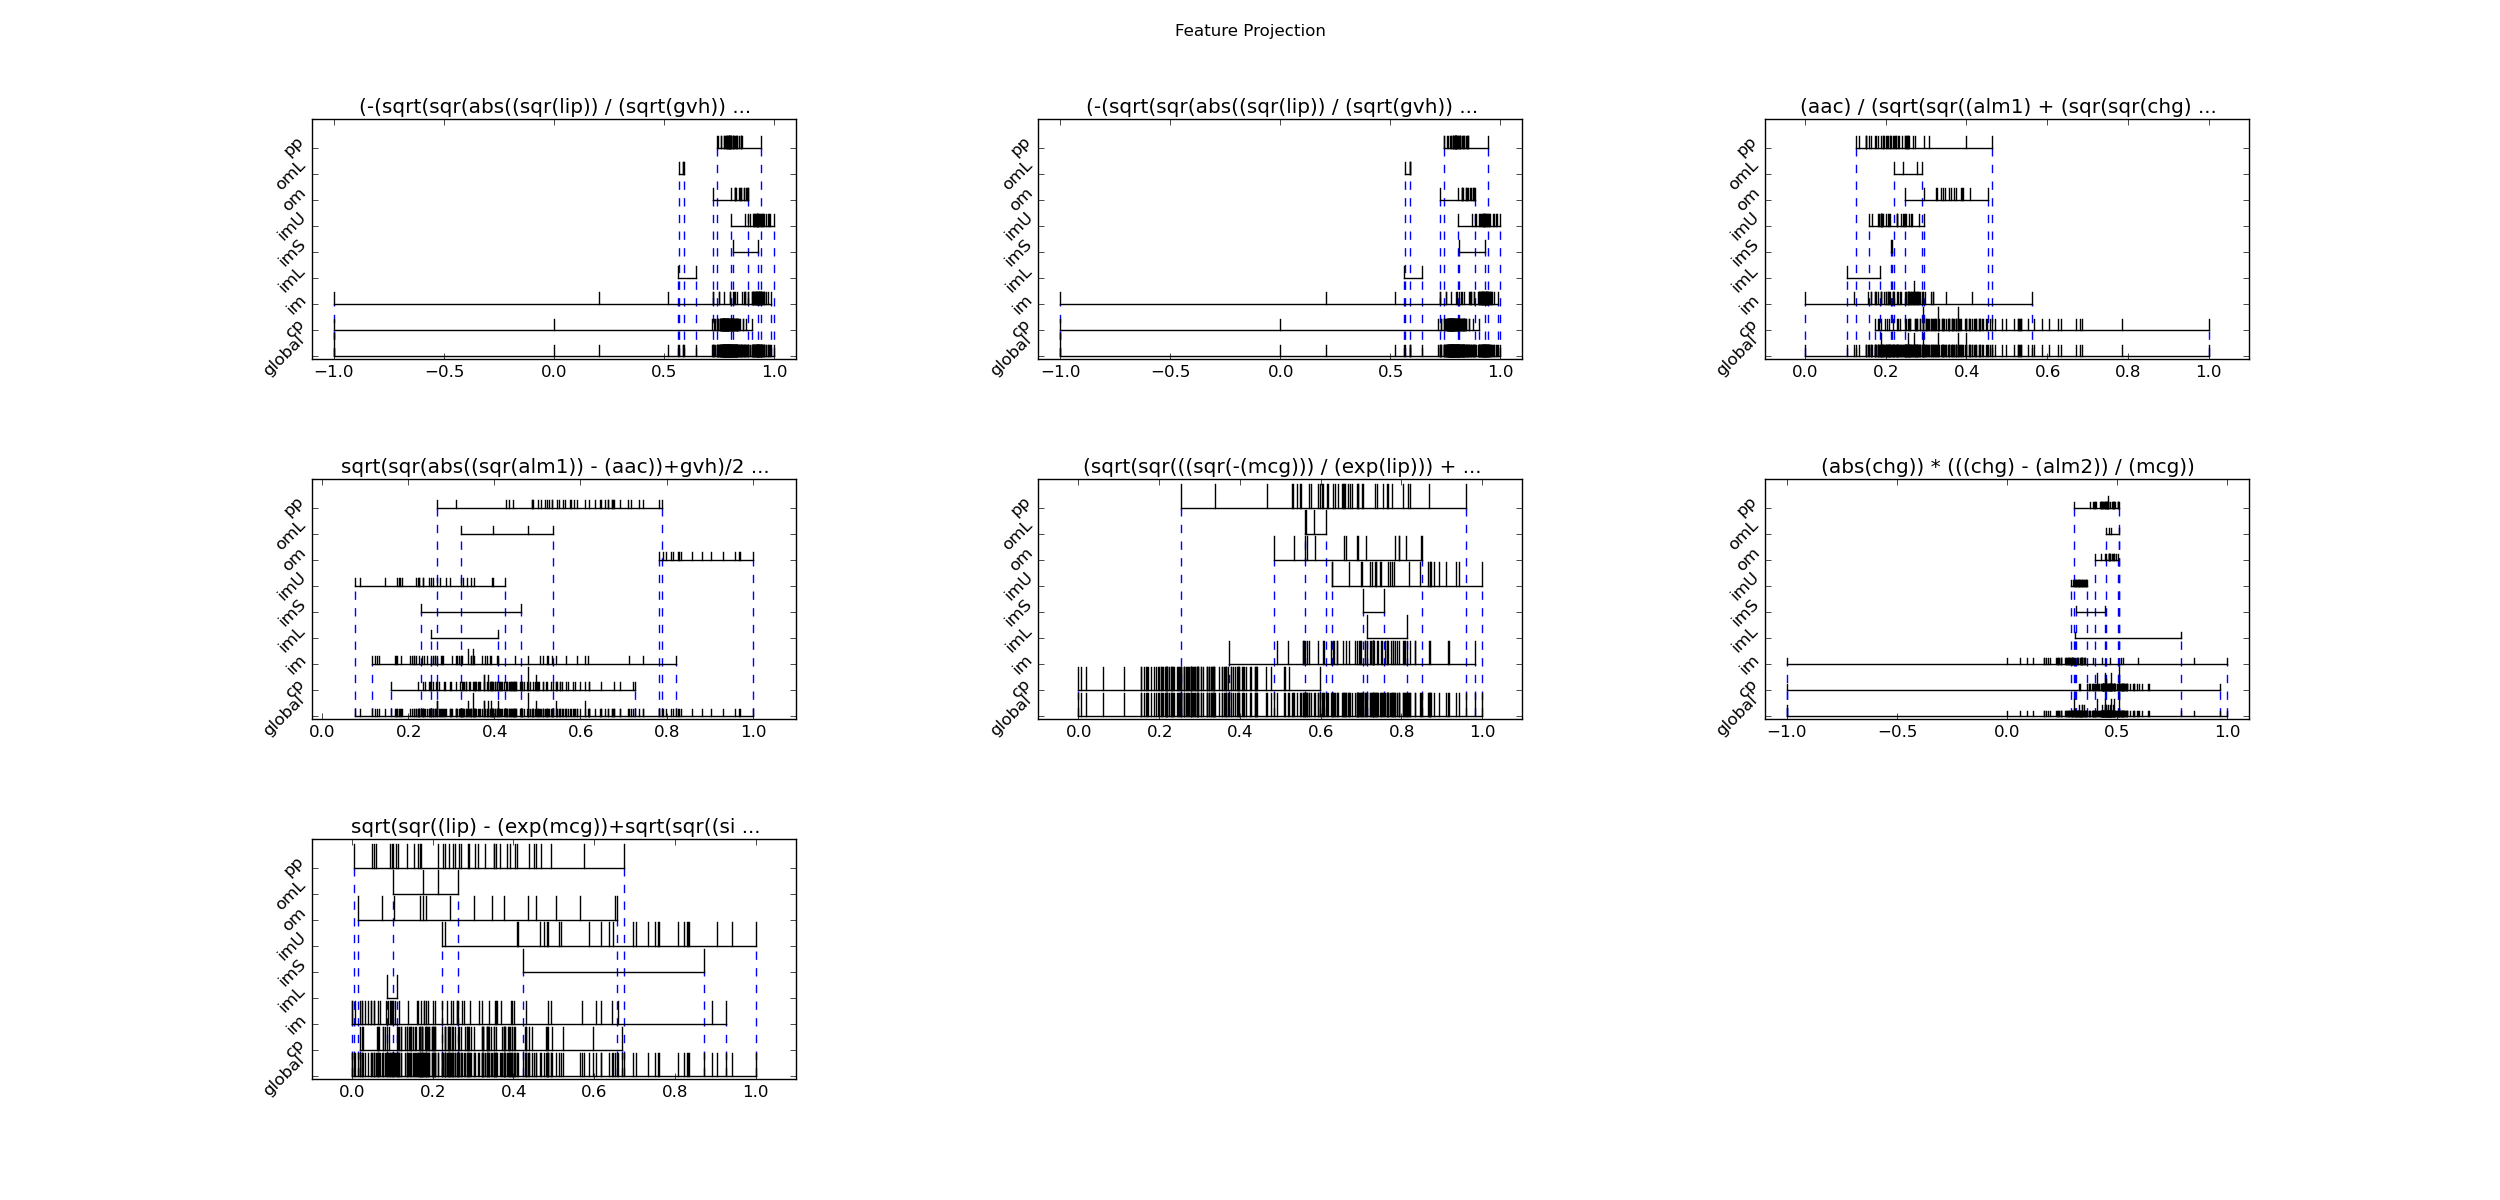 Feature Projection
(-(sqrt(sqr(abs((sqr(lip)) / (sqrt(gvh)) ...
pp
omL
om
imU
imS
imL
im
cp
global
−1.0 −0.5 0.0 0.5 1.0
(-(sqrt(sqr(abs((sqr(lip)) / (sqrt(gvh)) ...
pp
omL
om
imU
imS
imL
im
cp
global
−1.0 −0.5 0.0 0.5 1.0
(aac) / (sqrt(sqr((alm1) + (sqr(sqr(chg) ...
pp
omL
om
imU
imS
imL
im
cp
global
0.0 0.2 0.4 0.6 0.8 1.0
sqrt(sqr(abs((sqr(alm1)) - (aac))+gvh)/2 ...
pp
omL
om
imU
imS
imL
im
cp
global
0.0 0.2 0.4 0.6 0.8 1.0
(sqrt(sqr(((sqr(-(mcg))) / (exp(lip))) + ...
pp
omL
om
imU
imS
imL
im
cp
global
0.0 0.2 0.4 0.6 0.8 1.0
(abs(chg)) * (((chg) - (alm2)) / (mcg))
pp
omL
om
imU
imS
imL
im
cp
global
−1.0 −0.5 0.0 0.5 1.0
sqrt(sqr((lip) - (exp(mcg))+sqrt(sqr((si ...
pp
omL
om
imU
imS
imL
im
cp
global
0.0 0.2 0.4 0.6 0.8 1.0